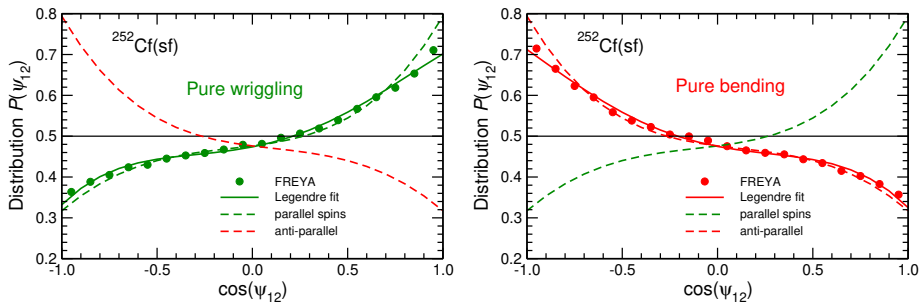 0.8
0.7
0.6
0.5
0.4
0.3
0.2
Distribution P(ψ12)
252Cf(sf)
Pure wriggling
FREYA
Legendre fit
parallel spins
anti-parallel
-1.0
-0.5
0.0
0.5
1.0
cos(ψ12)
0.8
0.7
0.6
0.5
0.4
0.3
0.2
Distribution P(ψ12)
252Cf(sf)
Pure bending
FREYA
Legendre fit
parallel spins
anti-parallel
-1.0
-0.5
0.0
0.5
1.0
cos(ψ12)